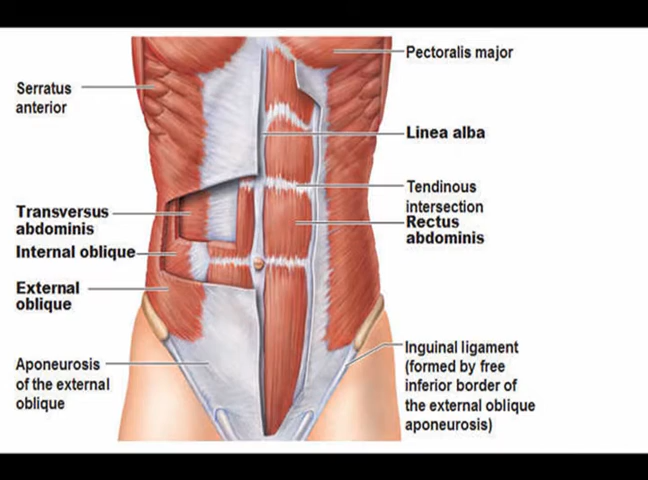 Serratus
anterior
Transversus
abdominis
Internal oblique
External
oblique
Aponeurosis
of the external
oblique
Pectoralis major
Linea alba
Tendinous
intersection
Rectus
abdominis
Inguinal ligament
(formed by free
inferior border of
the external oblique
aponeurosis)